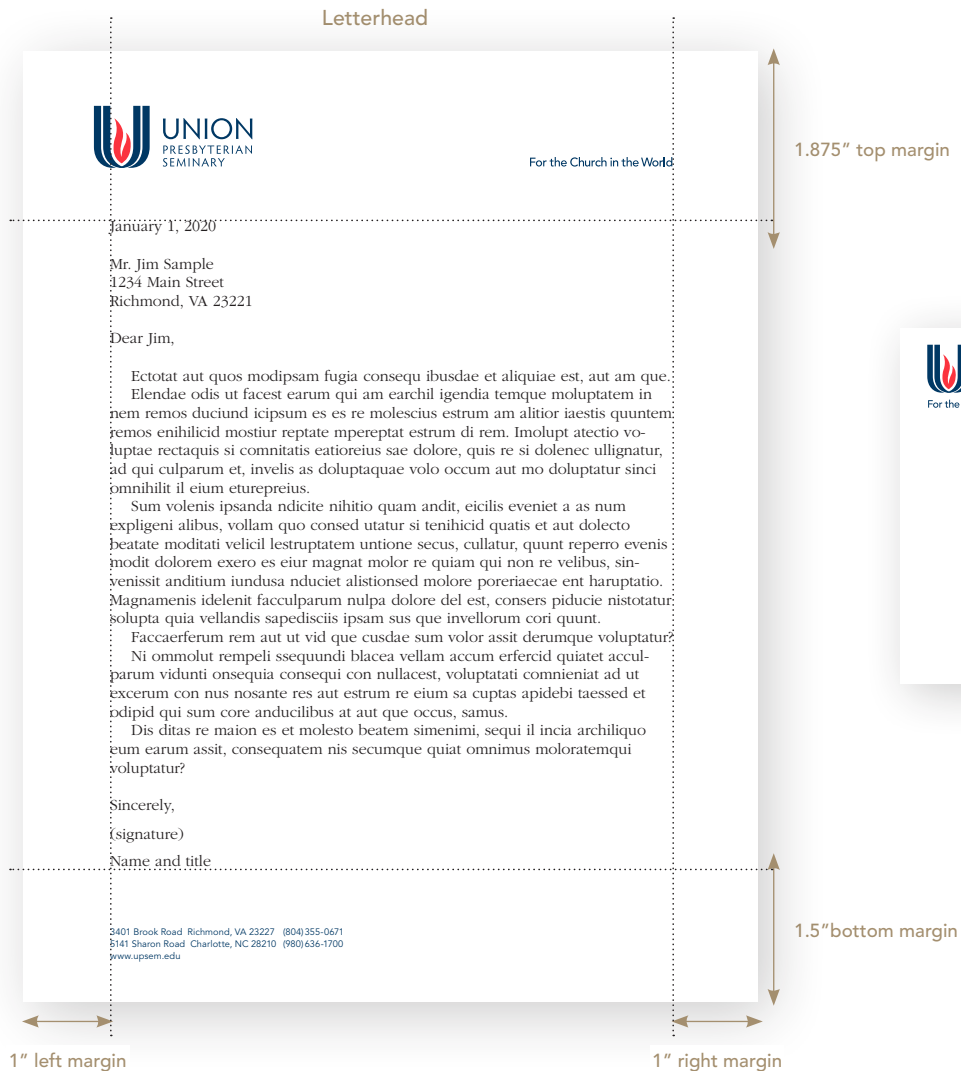 Letterhead
UNION
PRESBYTERIAN
SEMINARY
For the Church in the World
1.875" top margin
January 1, 2020
Mr. Jim Sample
1234 Main Street
Richmond, VA 23221
Dear Jim,
Ectotat aut quos modipsam fugia consequ ibusdae et aliquiae est, aut am que.
Elendae odis ut facest earum qui am earchil igendia temque moluptatem in
nem remos duciund icipsum es es re molescius estrum am alitior iaestis quuntem
remos enihilicid mostiur reptate mpereptat estrum di rem. Imolupt atectio vo-
luptae rectaquis si comnitatis eatioreius sae dolore, quis re si dolenec ullignatur,
ad qui culparum et, invelis as doluptaquae volo occum aut mo doluptatur sinci
omnihilit il eium eturepreius.
Sum volenis ipsanda ndicite nihitio quam andit, eicilis eveniet a as num
expligeni alibus, vollam quo consed utatur si tenihicid quatis et aut dolecto
beatate moditati velicil lestruptatem untione secus, cullatur, quunt reperro evenis
modit dolorem exero es eiur magnat molor re quiam qui non re velibus, sin-
venissit anditium iundusa nduciet alistionsed molore poreriaecae ent haruptatio.
Magnamenis idelenit facculparum nulpa dolore del est, consers piducie nistotatur
solupta quia vellandis sapedisciis ipsam sus que invellorum cori quunt.
Faccaerferum rem aut ut vid que cusdae sum volor assit derumque voluptatur?
Ni ommolut rempeli ssequundi blacea vellam accum erfercid quiatet accul-
parum vidunti onsequia consequi con nullacest, voluptatati comnieniat ad ut
excerum con nus nosante res aut estrum re eium sa cuptas apidebi taessed et
odipid qui sum core anducilibus at aut que occus, samus.
Dis ditas re maion es et molesto beatem simenimi, sequi il incia archiliquo
eum earum assit, consequatem nis secumque quiat omnimus moloratemqui
voluptatur?
Sincerely,
(signature)
Name and title
3401 Brook Road Richmond, VA 23227 (804)355-0671
5141 Sharon Road Charlotte, NC 28210 (980)636-1700
www.upsem.edu
1.5"bottom margin
1" left margin
1" right margin
For the